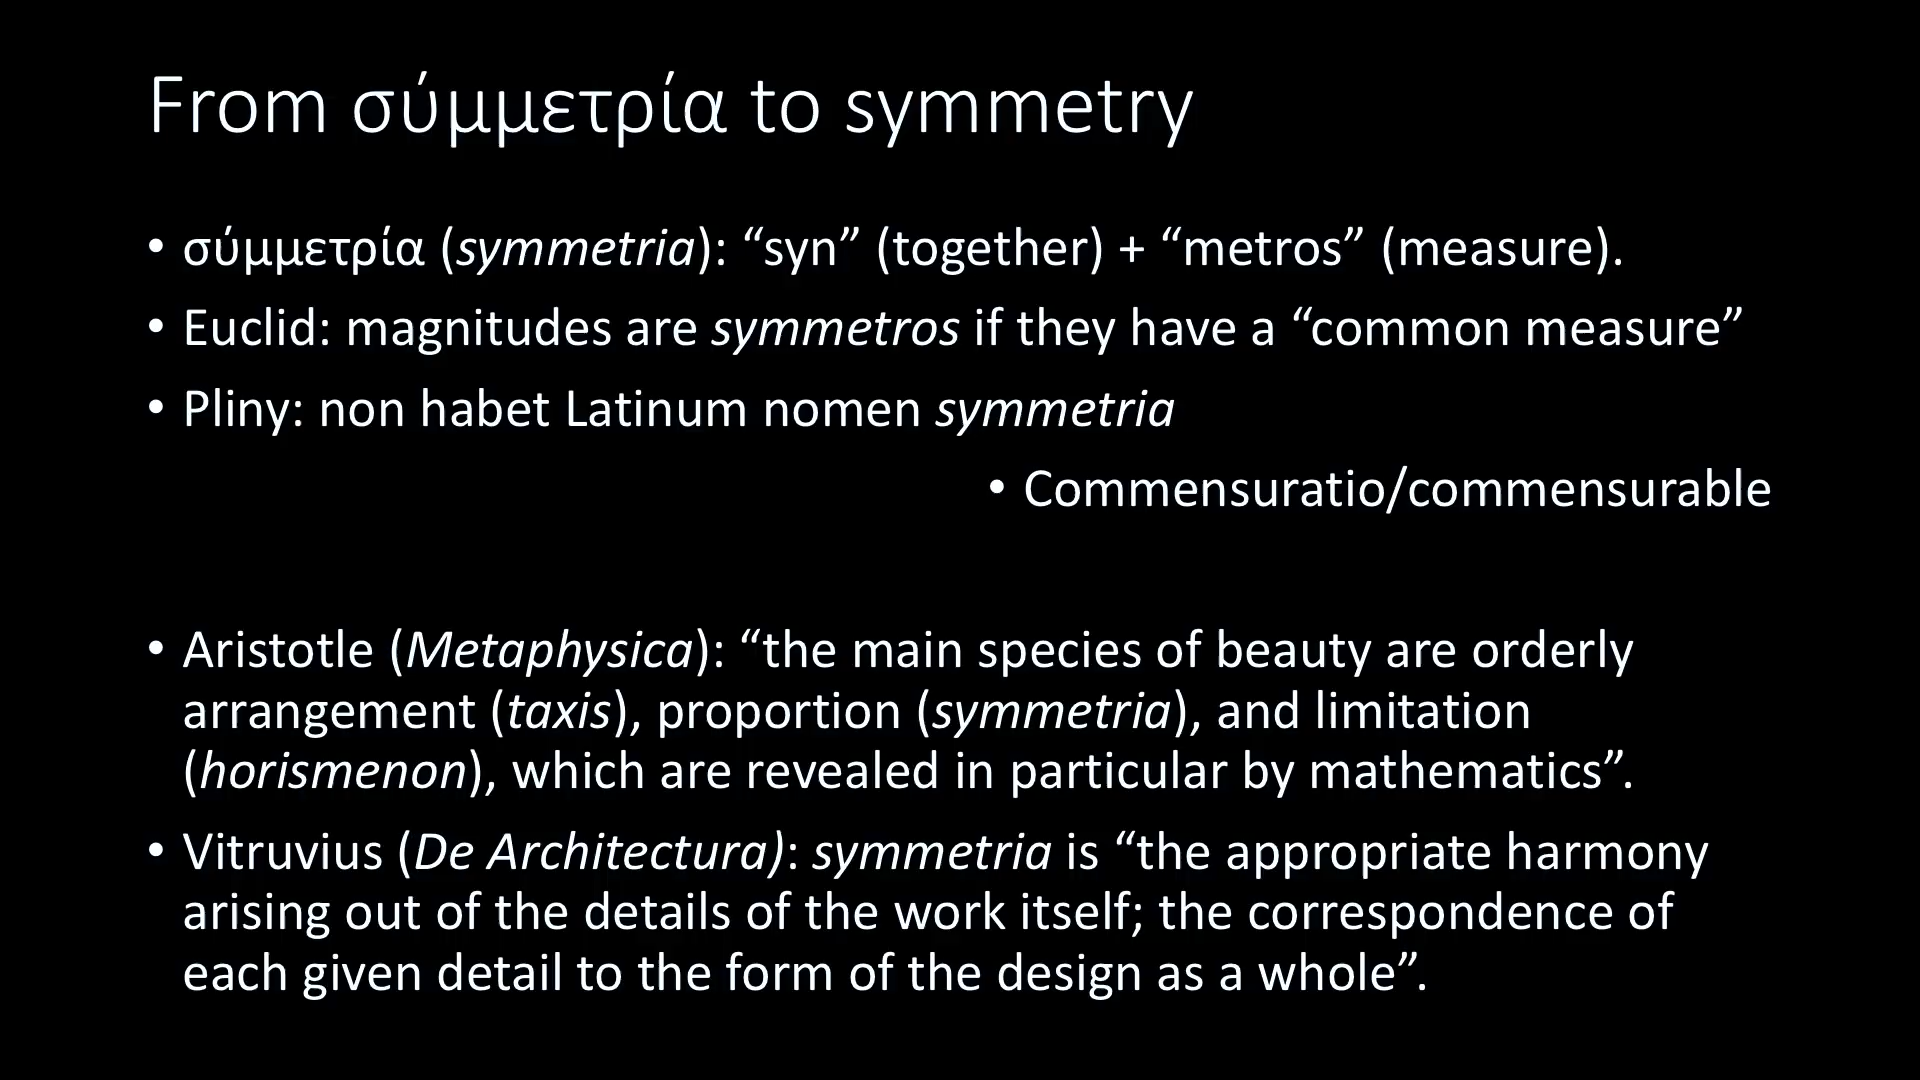 From σύμμετρία to symmetry
• σύμμετρία (symmetria): “syn” (together) + “metros” (measure).
• Euclid: magnitudes are symmetros if they have a “common measure”
• Pliny: non habet Latinum nomen symmetria
• Commensuratio/commensurable
• Aristotle (Metaphysica): “the main species of beauty are orderly
arrangement (taxis), proportion (symmetria), and limitation
(horismenon), which are revealed in particular by mathematics”.
• Vitruvius (De Architectura): symmetria is “the appropriate harmony
arising out of the details of the work itself; the correspondence of
each given detail to the form of the design as a whole”.